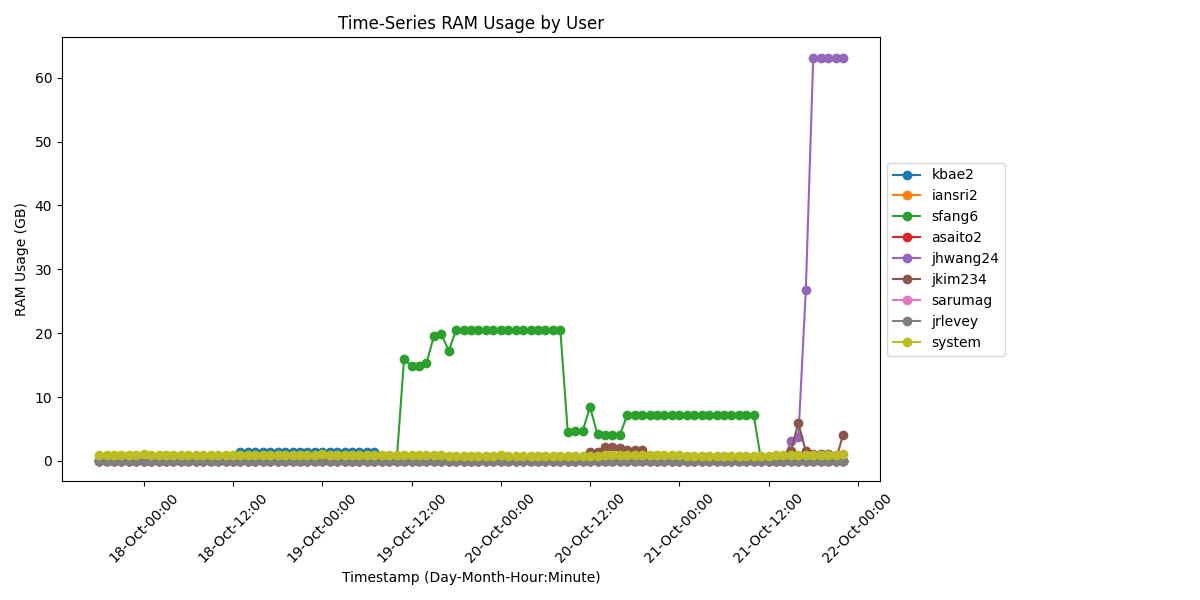 Time-Series RAM Usage by User
RAM Usage (GB)
60
50
40
30
20
10
0
18-Oct-00:00
18-Oct-12:00
19-Oct-00:00
19-Oct-12:00
20-Oct-00:00
20-Oct-12:00
21-Oct-00:00
21-Oct-12:00
22-Oct-00:00
Timestamp (Day-Month-Hour:Minute)
kbae2
iansri2
sfang6
asaito2
jhwang24
jkim234
sarumag
jrlevey
system